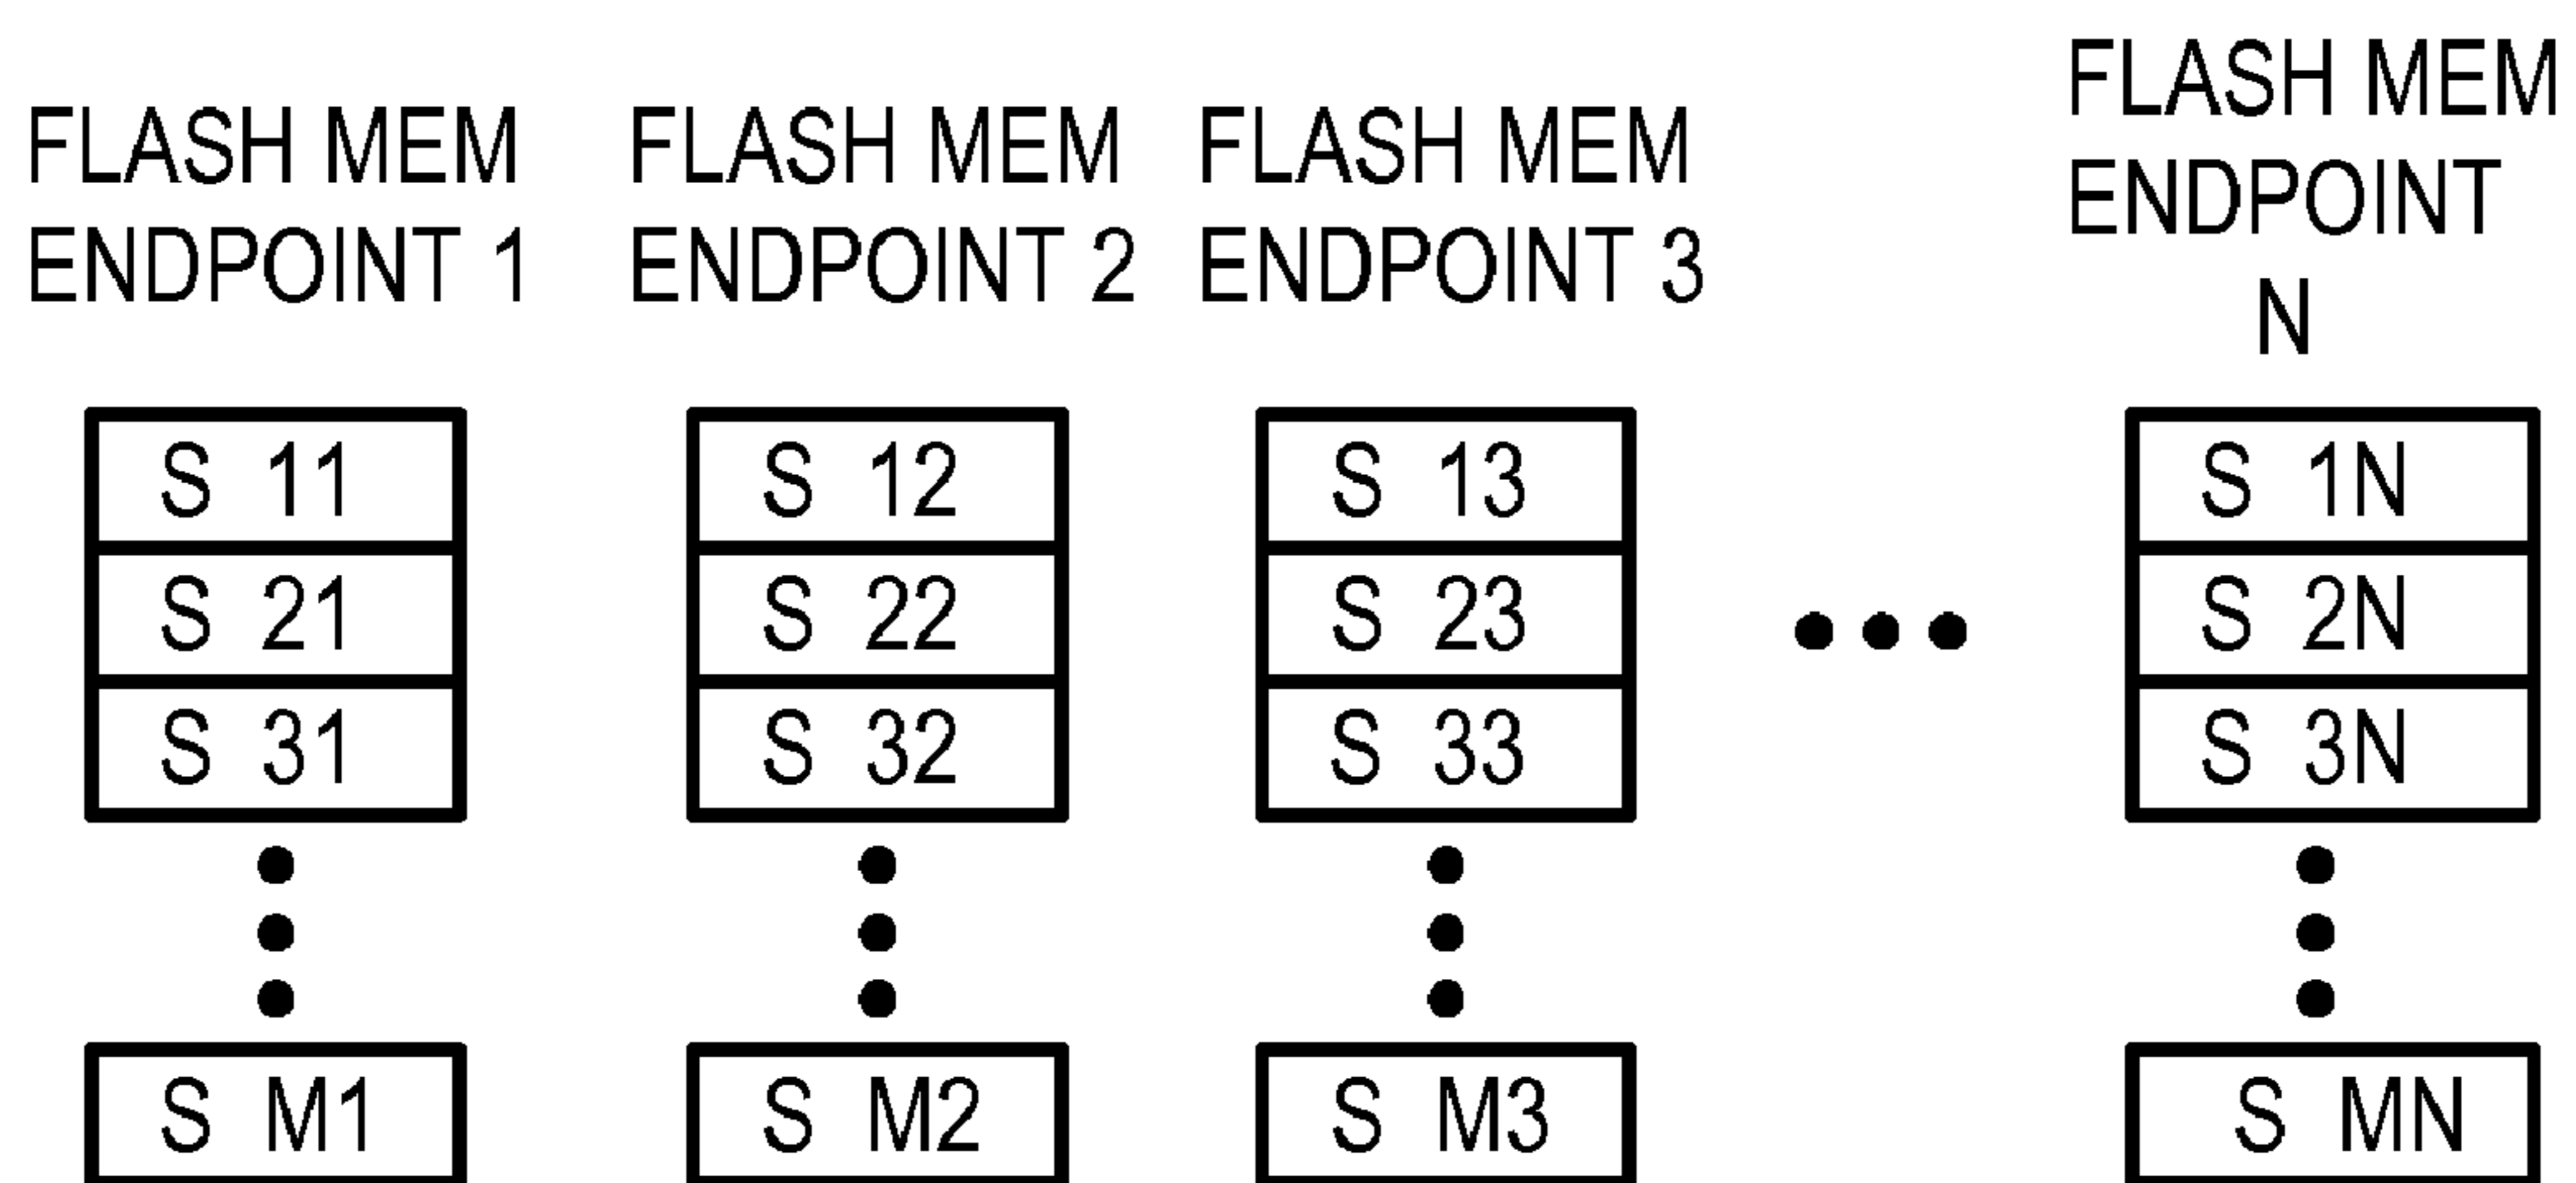 FLASH MEM
ENDPOINT 1
FLASH MEM
ENDPOINT 2
FLASH MEM
ENDPOINT 3
FLASH MEM
ENDPOINT
N
S 11
S 12
S 13
S 1N
S 21
S 22
S 23
S 2N
S 31
S 32
S 33
S 3N
S M1
S M2
S M3
S MN